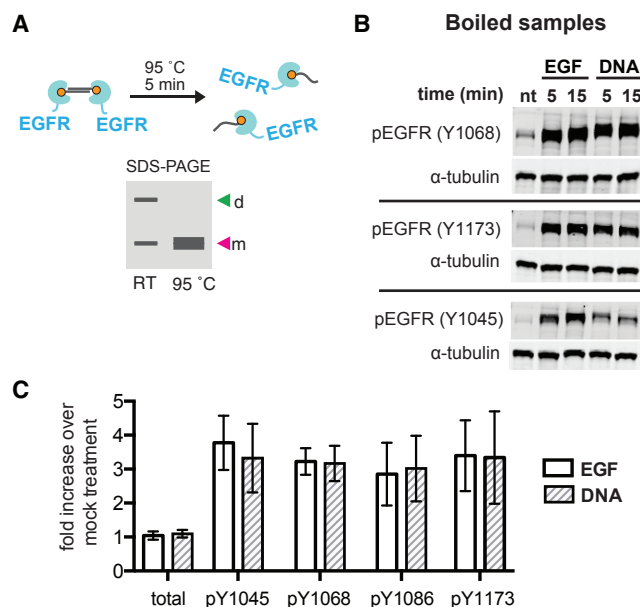 A
95 ˚C
5 min
EGFR
EGFR
EGFR
EGFR
SDS-PAGE
d
m
RT 95 ˚C
B
Boiled samples
EGF DNA
time (min) nt 5 15 5 15
pEGFR (Y1068)
α-tubulin
pEGFR (Y1173)
α-tubulin
pEGFR (Y1045)
α-tubulin
C
fold increase over
mock treatment
5
4
3
2
1
0
total pY1045 pY1068 pY1086 pY1173
EGF
DNA